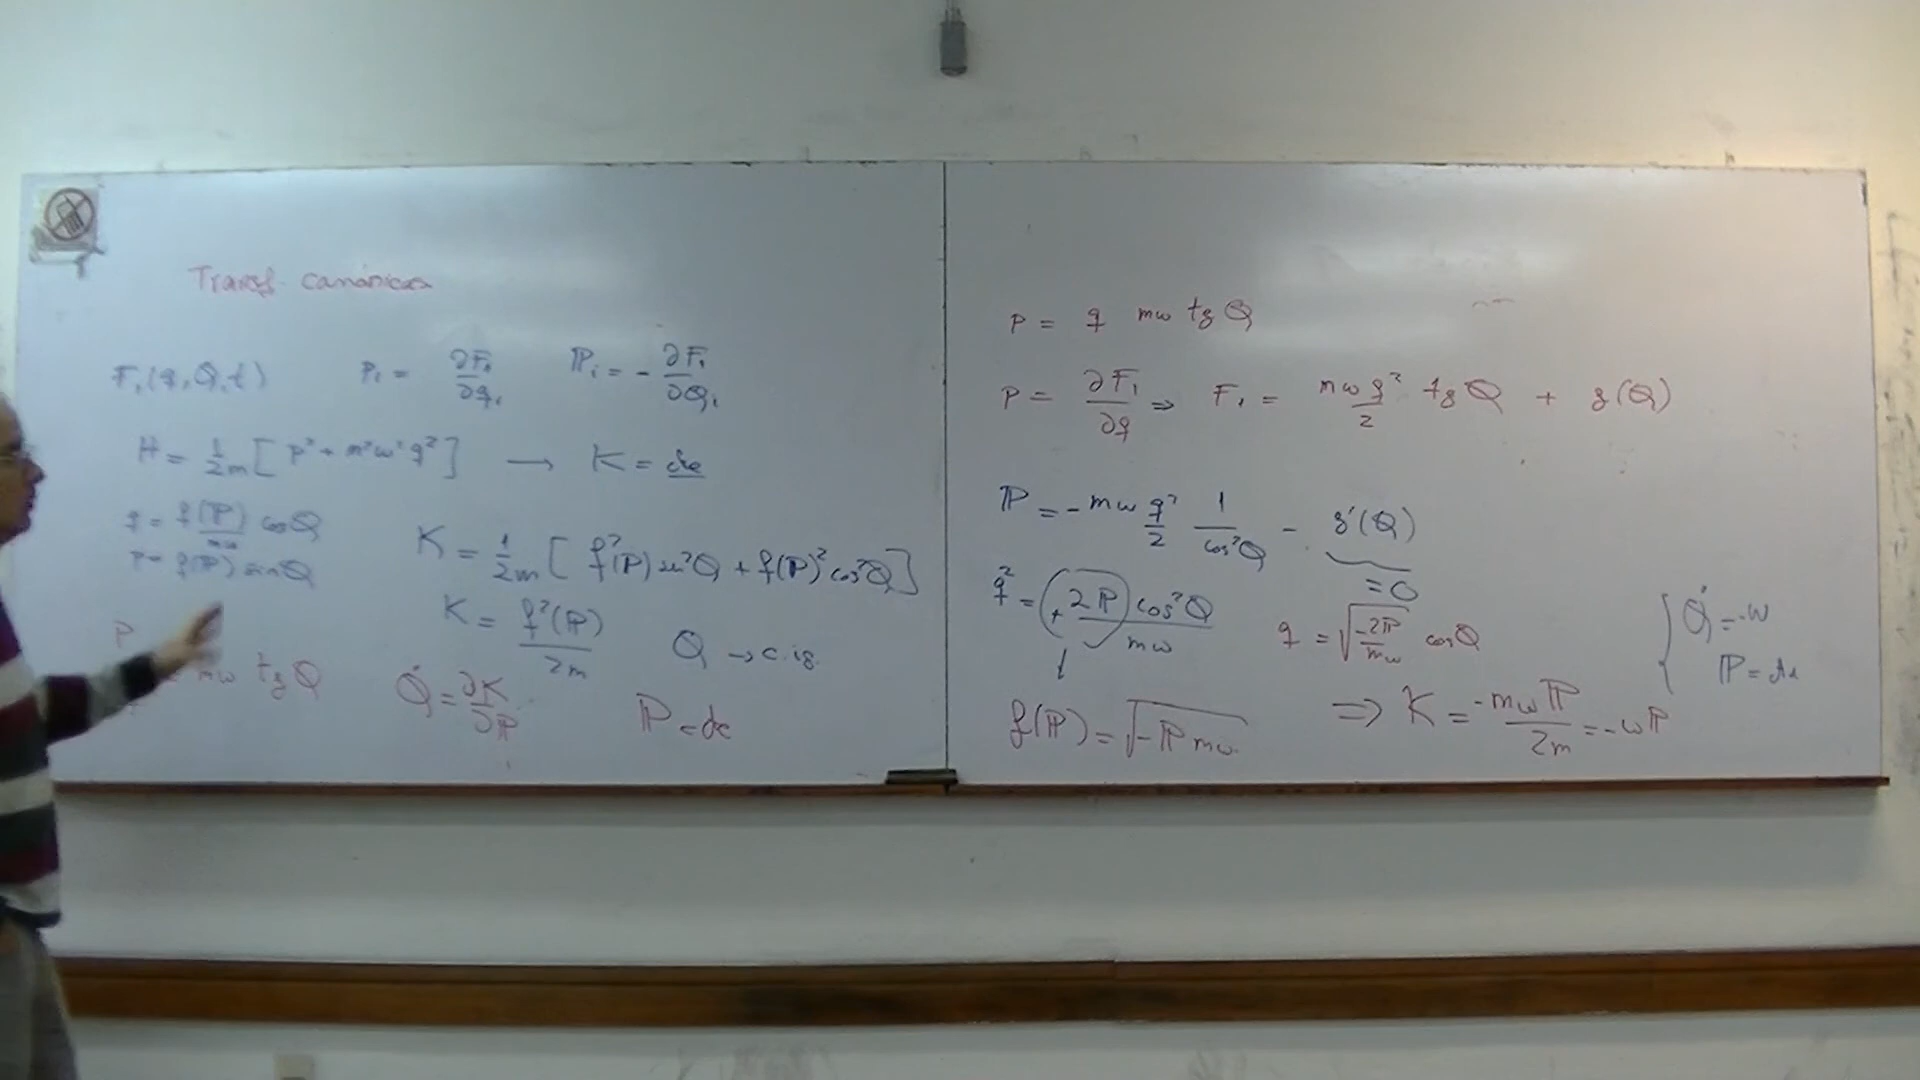 Transf. canónicas
F₁(q, Q, t)   Pᵢ = ∂F₁/∂qᵢ   ℙᵢ = - ∂F₁/∂Qᵢ
H = 1/2m [ p² + m²ω²q² ] → K = cte
q = f(ℙ)/mω cos Q
p = f(ℙ) sin Q
K = 1/2m [ f²(ℙ) sin²Q + f(ℙ)² cos²Q ]
K = f²(ℙ)/2m   Q → c.ig.
P
mω tg Q   Q̇ = ∂K/∂ℙ   ℙ = cte
p = q mω tg Q
p = ∂F₁/∂q ⇒ F₁ = mωq²/2 tg Q + g(Q)
ℙ = - mω q²/2 1/cos²Q - g'(Q)
= 0
q² = + 2ℙ cos²Q / mω   q = √(-2ℙ/mω) cos Q
Q̇ = -ω
ℙ = cte
f(ℙ) = √(-ℙ mω)   ⇒ K = -mωℙ/2m = -ωℙ